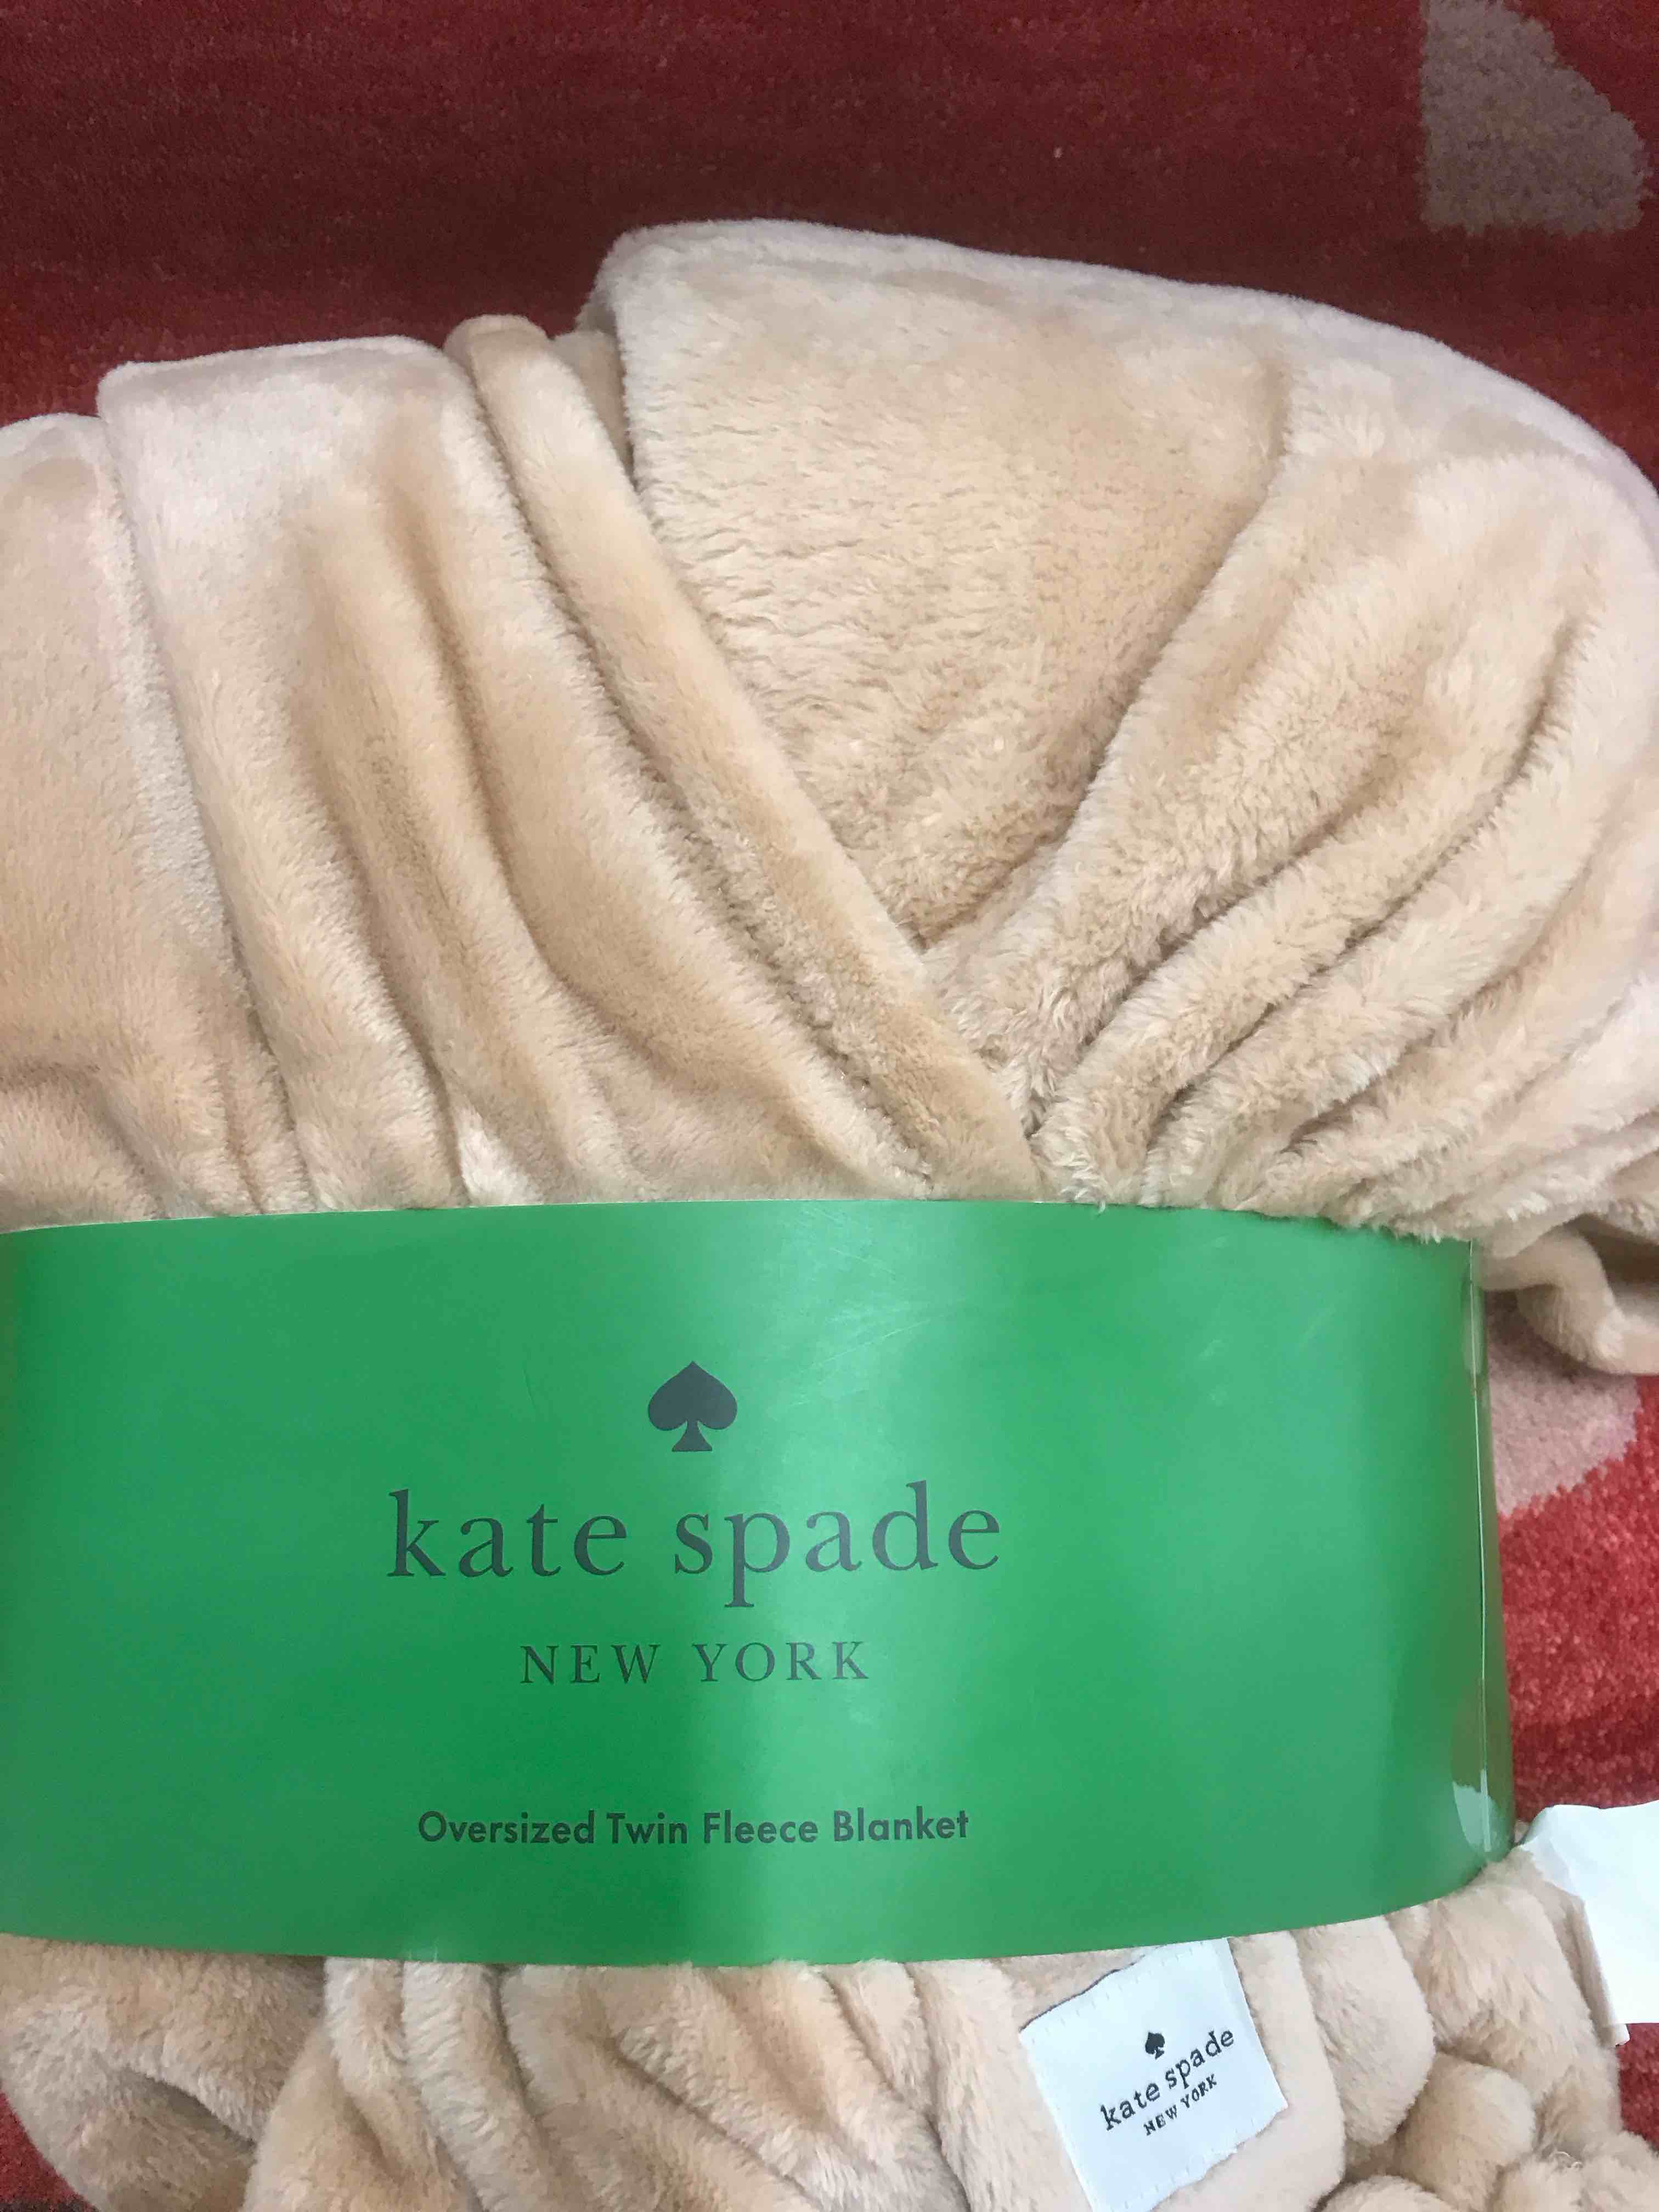 kate spade
NEW YORK
Oversized Twin Fleece Blanket
kate spade
NEW YORK